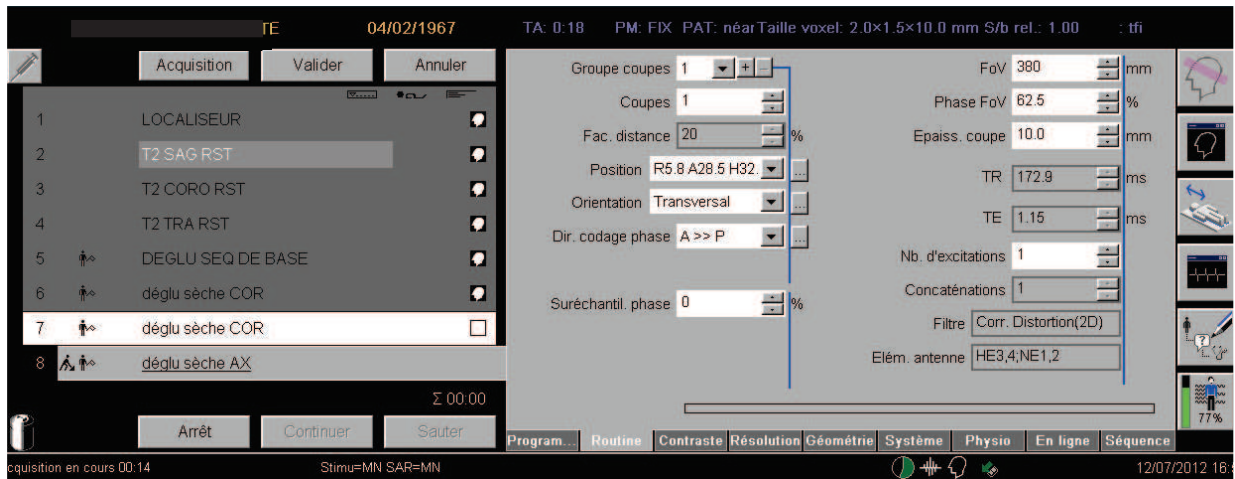 TE 04/02/1967 TA: 0:18 PM: FIX PAT: néar Taille voxel: 2.0×1.5×10.0 mm S/b rel.: 1.00 : tfi
Acquisition Valider Annuler
1 LOCALISEUR
2 T2 SAG RST
3 T2 CORO RST
4 T2 TRA RST
5 DEGLU SEQ DE BASE
6 déglu sèche COR
7 déglu sèche COR
8 déglu sèche AX
Σ 00:00
Arrêt Continuer Sauter
Groupe coupes 1 + -
Coupes 1
Fac. distance 20 %
Position R5.8 A28.5 H32. ...
Orientation Transversal ...
Dir. codage phase A >> P ...
Suréchantil. phase 0 %
FoV 380 mm
Phase FoV 62.5 %
Epaiss. coupe 10.0 mm
TR 172.9 ms
TE 1.15 ms
Nb. d'excitations 1
Concaténations 1
Filtre Corr. Distortion(2D)
Elém. antenne HE3,4;NE1,2
Program... Routine Contraste Résolution Géométrie Système Physio En ligne Séquence
?
77%
cquisition en cours 00:14 Stimu=MN SAR=MN 12/07/2012 16: